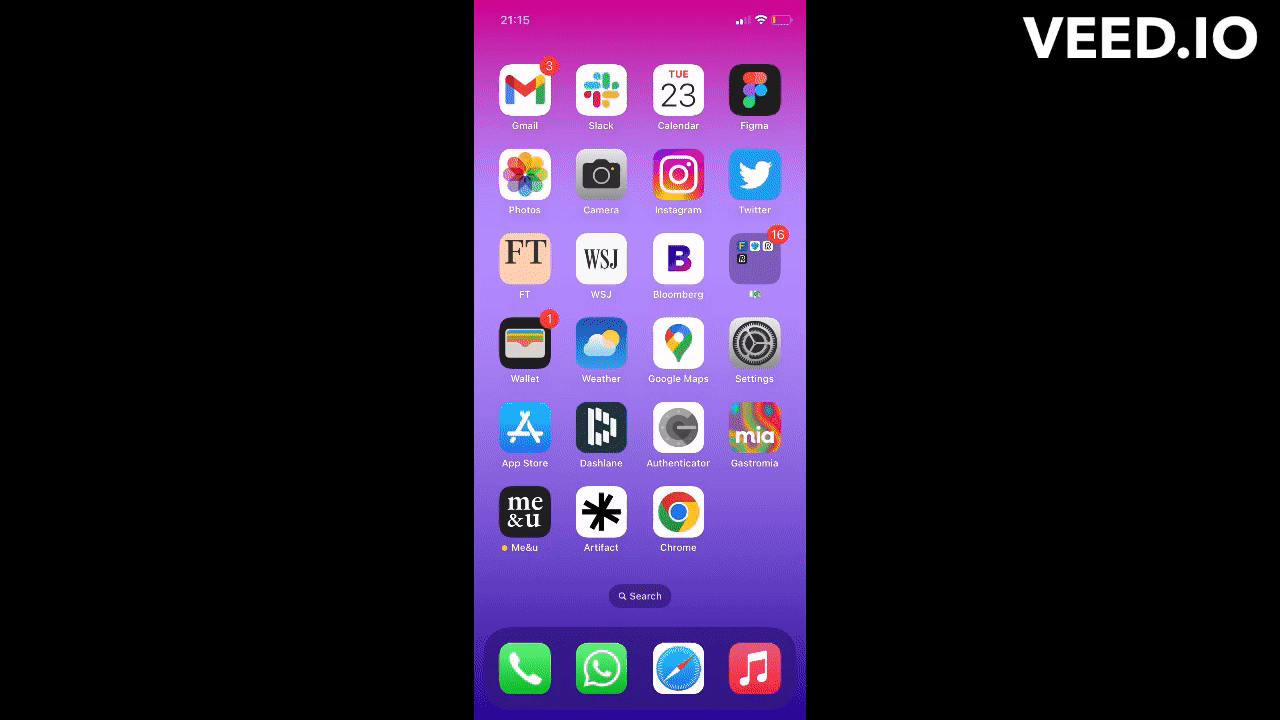 21:15
VEED.IO
3
TUE
23
Gmail
Slack
Calendar
Figma
Photos
Camera
Instagram
Twitter
16
FT
WSJ
B
FT
WSJ
Bloomberg
1
Wallet
Weather
Google Maps
Settings
mia
App Store
Dashlane
Authenticator
Gastromia
me
&u
Me&u
Artifact
Chrome
Search